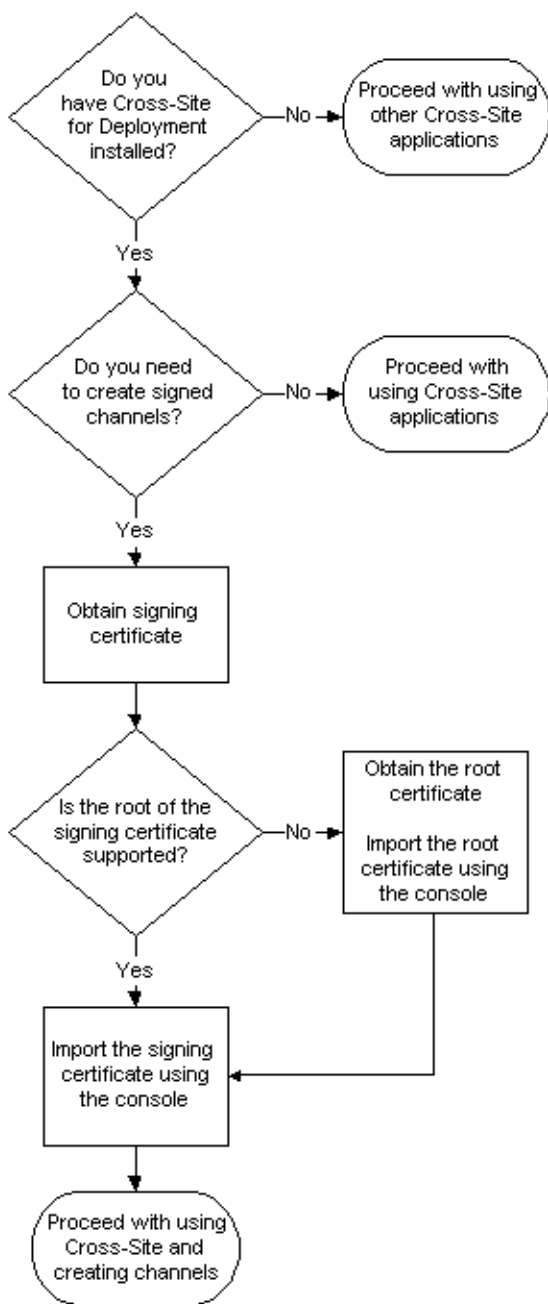 Do you
have Cross-Site
for Deployment
installed?
No
Proceed with using
other Cross-Site
applications
Yes
Do you need
to create signed
channels?
No
Proceed with
using Cross-Site
applications
Yes
Obtain signing
certificate
Is the root of the
signing certificate
supported?
No
Obtain the root
certificate
Import the root
certificate using
the console
Yes
Import the signing
certificate using
the console
Proceed with using
Cross-Site and
creating channels